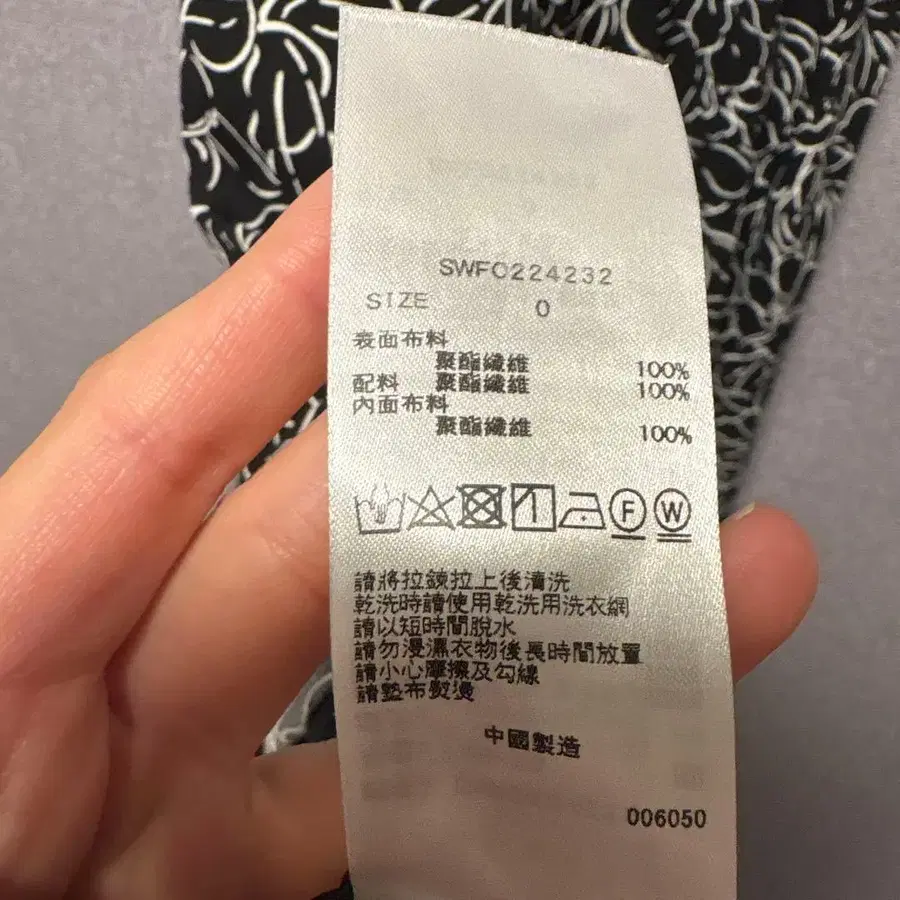 SWFO224232
SIZE 0
表面布料
聚酯纖維 100%
配料 聚酯纖維 100%
內面布料
聚酯纖維 100%
F W
請將拉鍊拉上後清洗
乾洗時請使用乾洗用洗衣網
請以短時間脫水
請勿浸濕衣物後長時間放置
請小心摩擦及勾線
請墊布熨燙
中國製造
006050